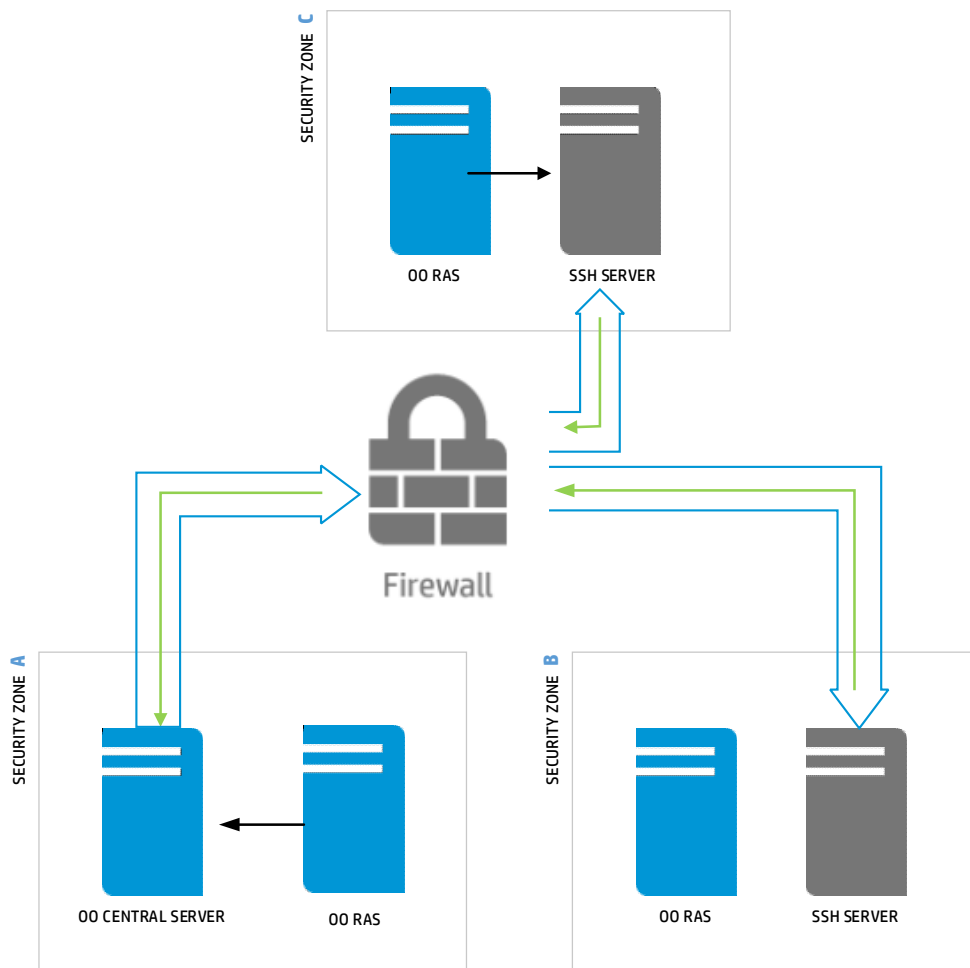 SECURITY ZONE C
OO RAS
SSH SERVER
Firewall
SECURITY ZONE A
OO CENTRAL SERVER
OO RAS
SECURITY ZONE B
OO RAS
SSH SERVER